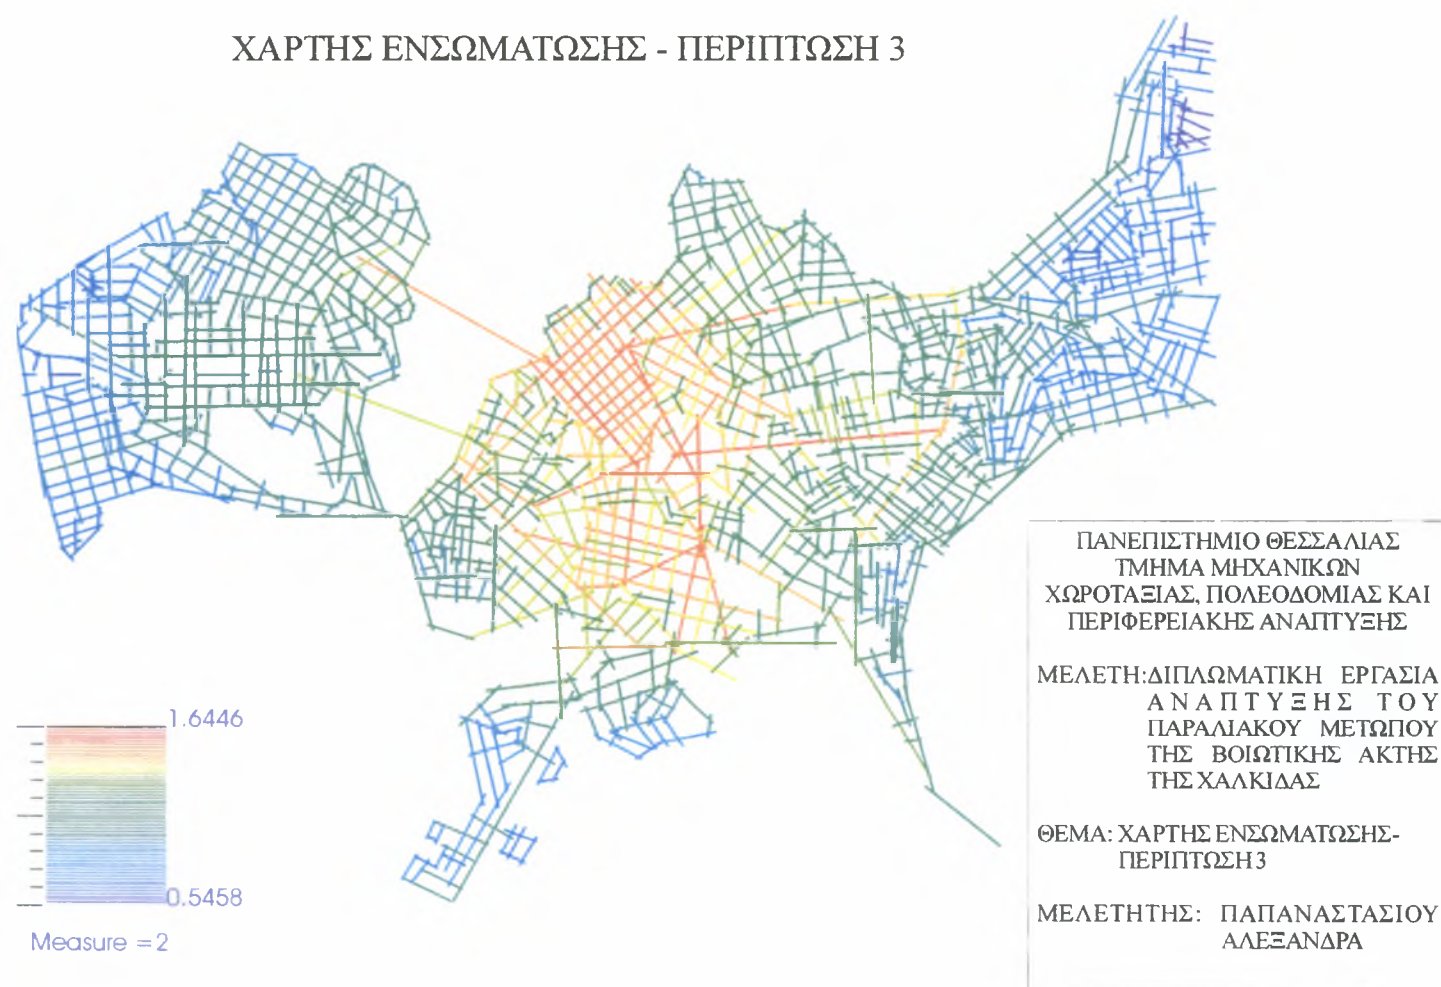 ΧΑΡΤΗΣ ΕΝΣΩΜΑΤΩΣΗΣ - ΠΕΡΙΠΤΩΣΗ 3
ΠΑΝΕΠΙΣΤΗΜΙΟ ΘΕΣΣΑΛΙΑΣ
ΤΜΗΜΑ ΜΗΧΑΝΙΚΩΝ
ΧΩΡΟΤΑΞΙΑΣ, ΠΟΛΕΟΔΟΜΙΑΣ ΚΑΙ
ΠΕΡΙΦΕΡΕΙΑΚΗΣ ΑΝΑΠΤΥΞΗΣ
ΜΕΛΕΤΗ:ΔΙΠΛΩΜΑΤΙΚΗ ΕΡΓΑΣΙΑ
ΑΝΑΠΤΥΞΗΣ ΤΟΥ
ΠΑΡΑΛΙΑΚΟΥ ΜΕΤΩΠΟΥ
ΤΗΣ ΒΟΙΩΤΙΚΗΣ ΑΚΤΗΣ
ΤΗΣ ΧΑΛΚΙΔΑΣ
ΘΕΜΑ: ΧΑΡΤΗΣ ΕΝΣΩΜΑΤΩΣΗΣ-
ΠΕΡΙΠΤΩΣΗ 3
ΜΕΛΕΤΗΤΗΣ: ΠΑΠΑΝΑΣΤΑΣΙΟΥ
ΑΛΕΞΑΝΔΡΑ
1.6446
0.5458
Measure = 2